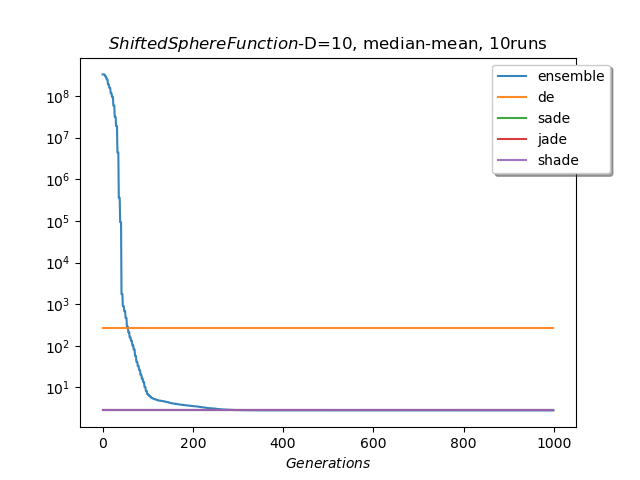 ShiftedSphereFunction-D=10, median-mean, 10runs
ensemble
de
sade
jade
shade
10^8
10^7
10^6
10^5
10^4
10^3
10^2
10^1
0 200 400 600 800 1000
Generations